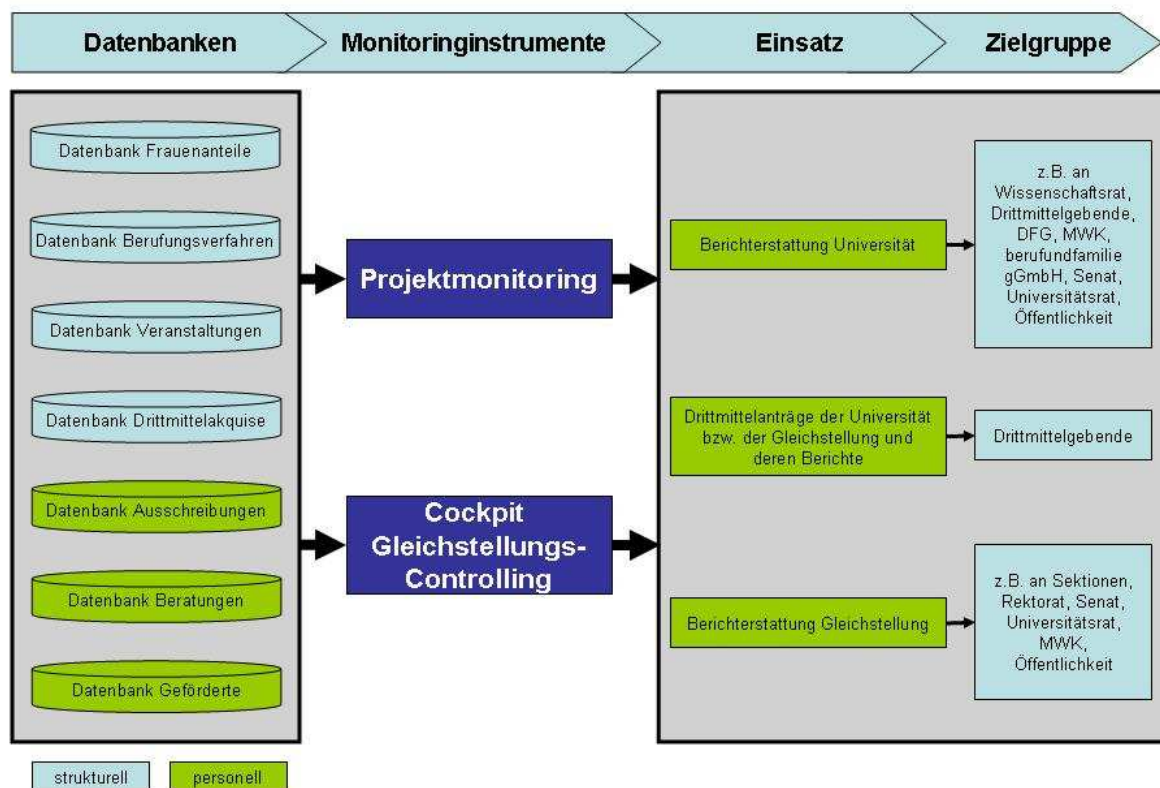 Datenbanken
Monitoringinstrumente
Einsatz
Zielgruppe
Datenbank Frauenanteile
Datenbank Berufungsverfahren
Datenbank Veranstaltungen
Datenbank Drittmittelakquise
Datenbank Ausschreibungen
Datenbank Beratungen
Datenbank Geförderte
Projektmonitoring
Cockpit
Gleichstellungs-
Controlling
Berichterstattung Universität
z.B. an
Wissenschaftsrat,
Drittmittelgebende,
DFG, MWK,
berufundfamilie
gGmbH, Senat,
Universitätsrat,
Öffentlichkeit
Drittmittelanträge der Universität
bzw. der Gleichstellung und
deren Berichte
Drittmittelgebende
Berichterstattung Gleichstellung
z.B. an Sektionen,
Rektorat, Senat,
Universitätsrat,
MWK,
Öffentlichkeit
strukturell
personell